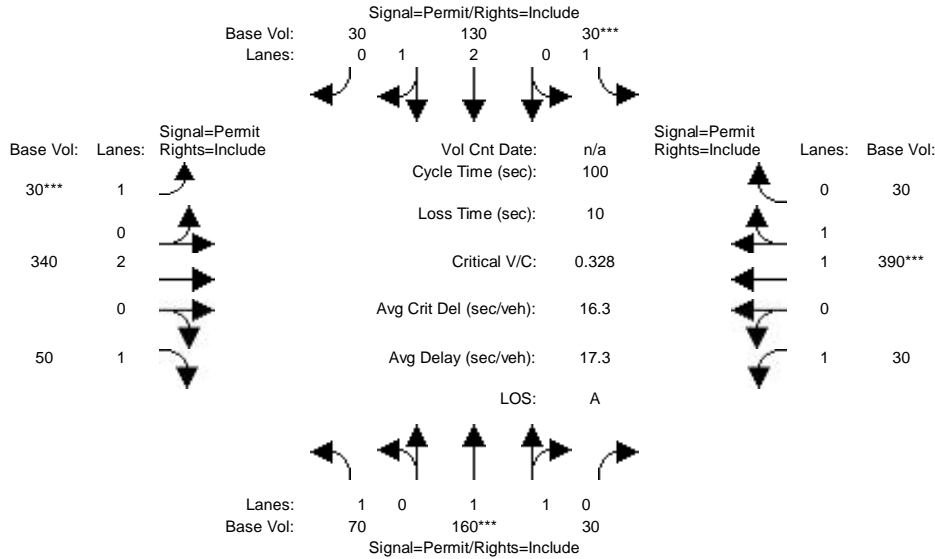 Signal=Permit/Rights=Include
Base Vol: 30 130 30***
Lanes: 0 1 2 0 1
Signal=Permit
Base Vol: Lanes: Rights=Include
Vol Cnt Date: n/a
Signal=Permit
Rights=Include Lanes: Base Vol:
Cycle Time (sec): 100
30*** 1
0 30
Loss Time (sec): 10
0
1
340 2
Critical V/C: 0.328
1 390***
0
Avg Crit Del (sec/veh): 16.3
0
50 1
Avg Delay (sec/veh): 17.3
1 30
LOS: A
Lanes: 1 0 1 1 0
Base Vol: 70 160*** 30
Signal=Permit/Rights=Include